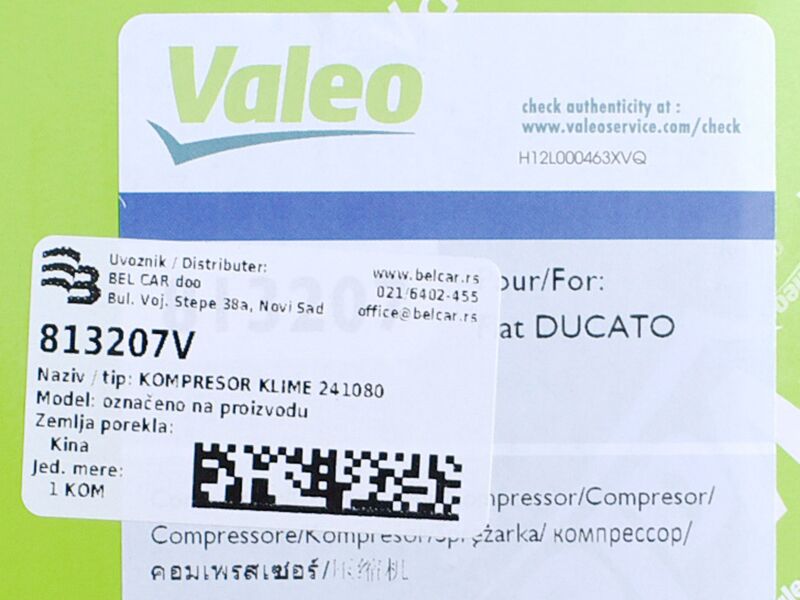 Valeo
check authenticity at :
www.valeoservice.com/check
H12L000463XVQ
Uvoznik / Distributer:
BEL CAR doo
Bul. Voj. Stepe 38a, Novi Sad
www.belcar.rs
021/6402-455
office@belcar.rs
813207V
Naziv / tip: KOMPRESOR KLIME 241080
Model: označeno na proizvodu
Zemlja porekla:
Kina
Jed. mere:
1 KOM
our/For:
iat DUCATO
mpressor/Compresor/
Compressore/Kompresor/Sprężarka/ компрессор/
คอมเพรสเซอร์/压缩机
Valeo